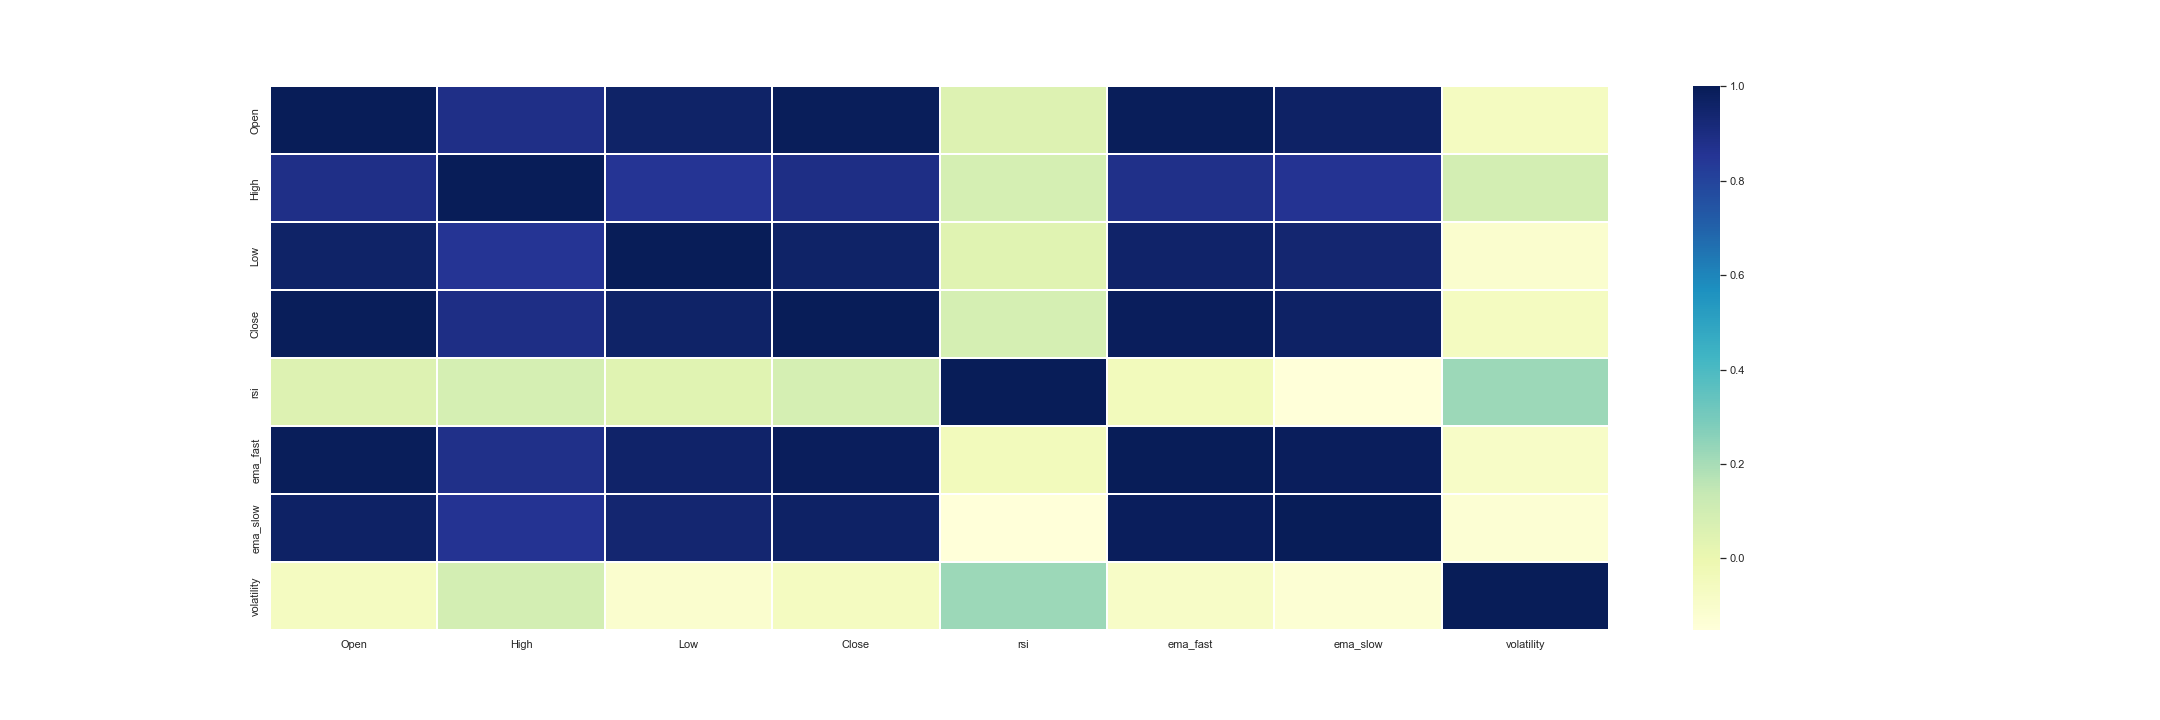 Open
High
Low
Close
rsi
ema_fast
ema_slow
volatility
Open High Low Close rsi ema_fast ema_slow volatility
1.0
0.8
0.6
0.4
0.2
0.0